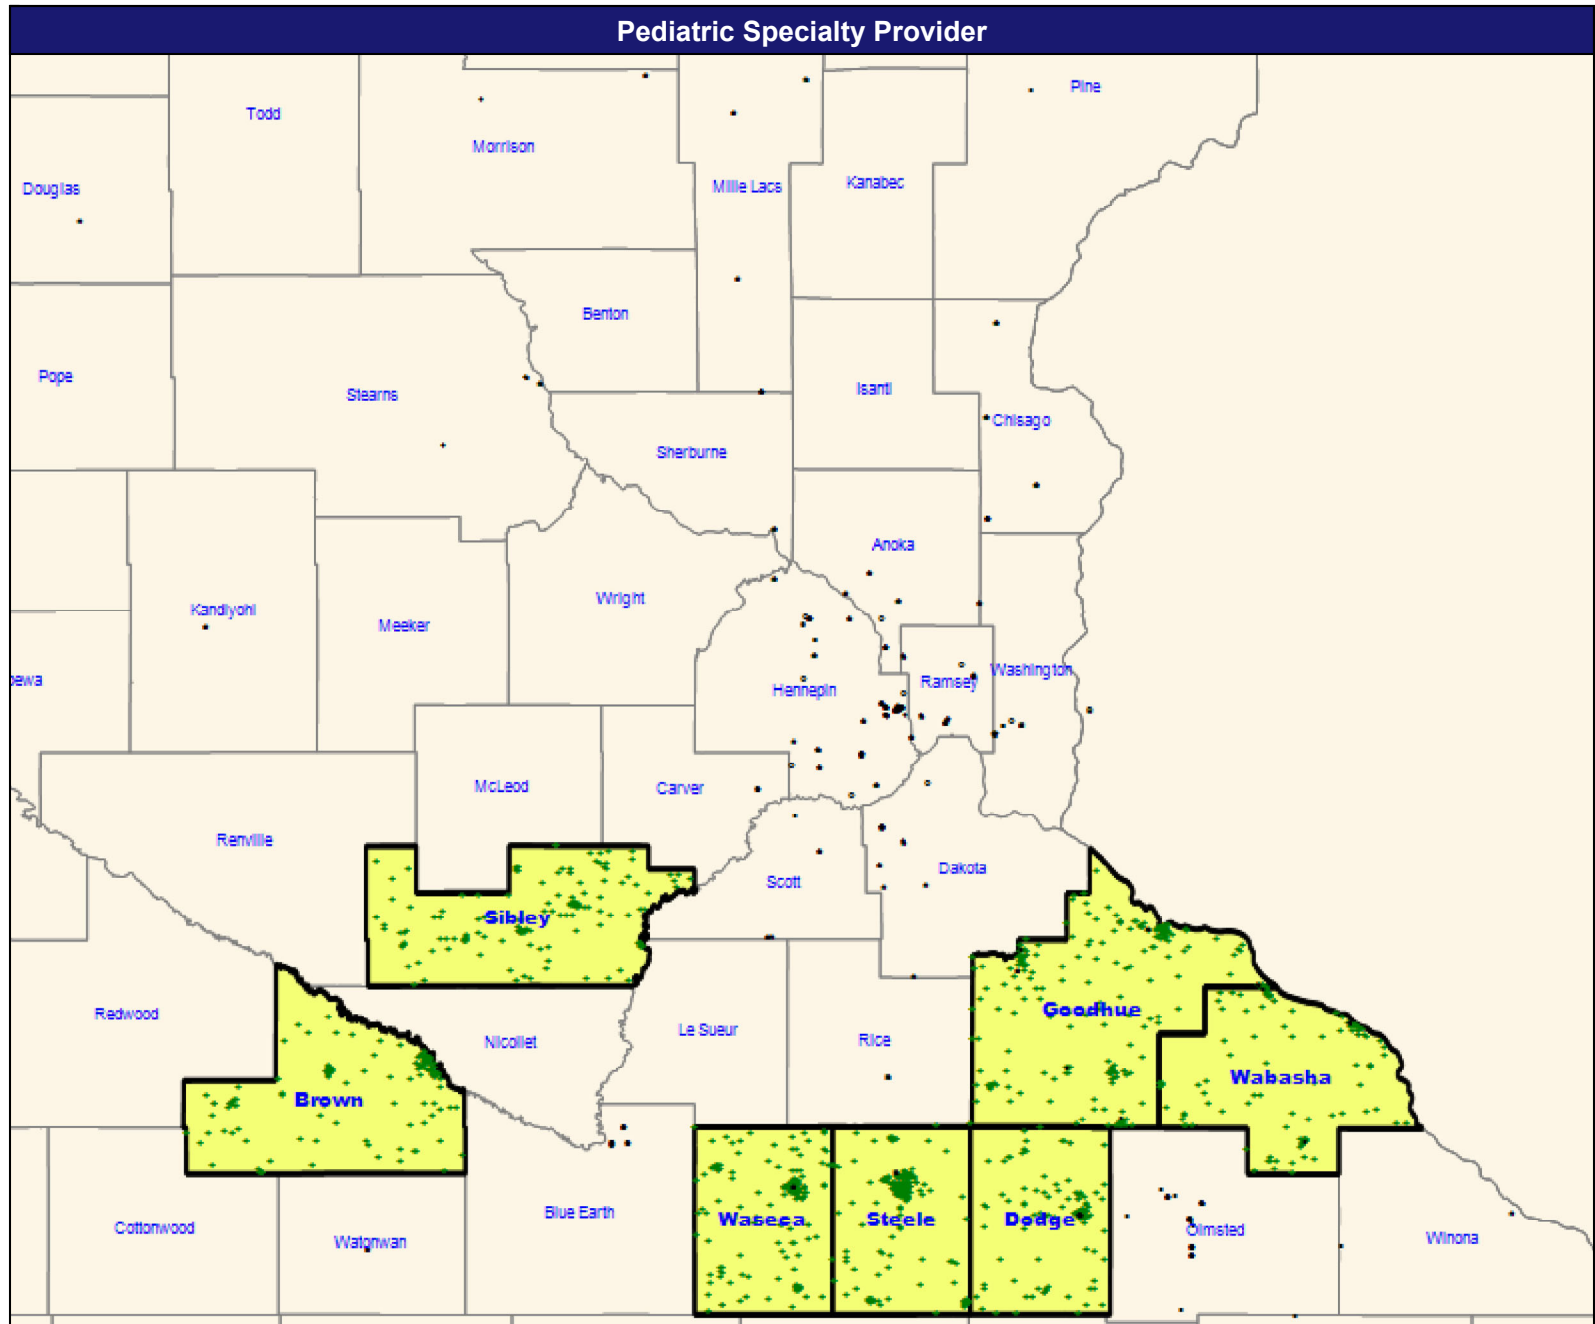 Pediatric Specialty Provider
Pine
Todd
Morrison
Douglas
Mille Lacs
Kanabec
Benton
Pope
Stearns
Isanti
Chisago
Sherburne
Anoka
Wright
Kandiyohi
Meeker
ewa
Hennepin
Ramsey
Washington
McLeod
Carver
Renville
Scott
Dakota
Sibley
Goodhue
Redwood
Nicollet
Le Sueur
Rice
Wabasha
Brown
Blue Earth
Waseca
Steele
Dodge
Cottonwood
Watonwan
Olmsted
Winona